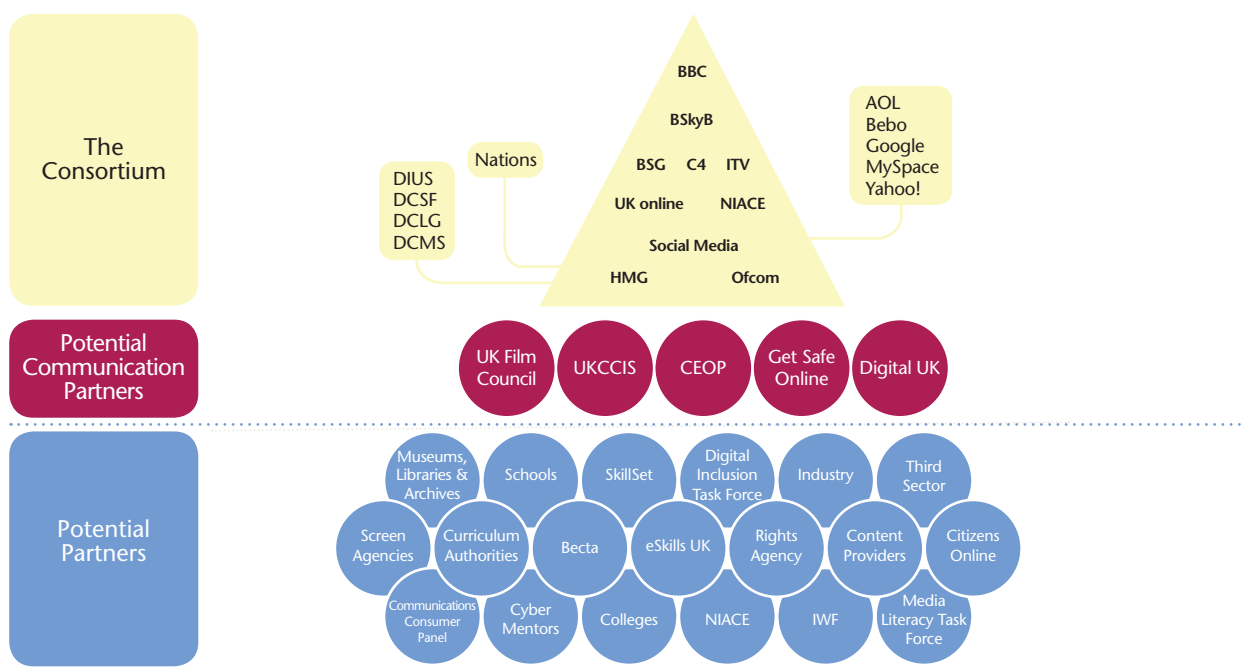 The
Consortium
DIUS
DCSF
DCLG
DCMS
Nations
BBC
BSkyB
BSG C4 ITV
UK online NIACE
Social Media
HMG Ofcom
AOL
Bebo
Google
MySpace
Yahoo!
Potential
Communication
Partners
UK Film
Council
UKCCIS
CEOP
Get Safe
Online
Digital UK
Potential
Partners
Museums,
Libraries &
Archives
Schools
SkillSet
Digital
Inclusion
Task Force
Industry
Third
Sector
Screen
Agencies
Curriculum
Authorities
Becta
eSkills UK
Rights
Agency
Content
Providers
Citizens
Online
Communications
Consumer
Panel
Cyber
Mentors
Colleges
NIACE
IWF
Media
Literacy Task
Force